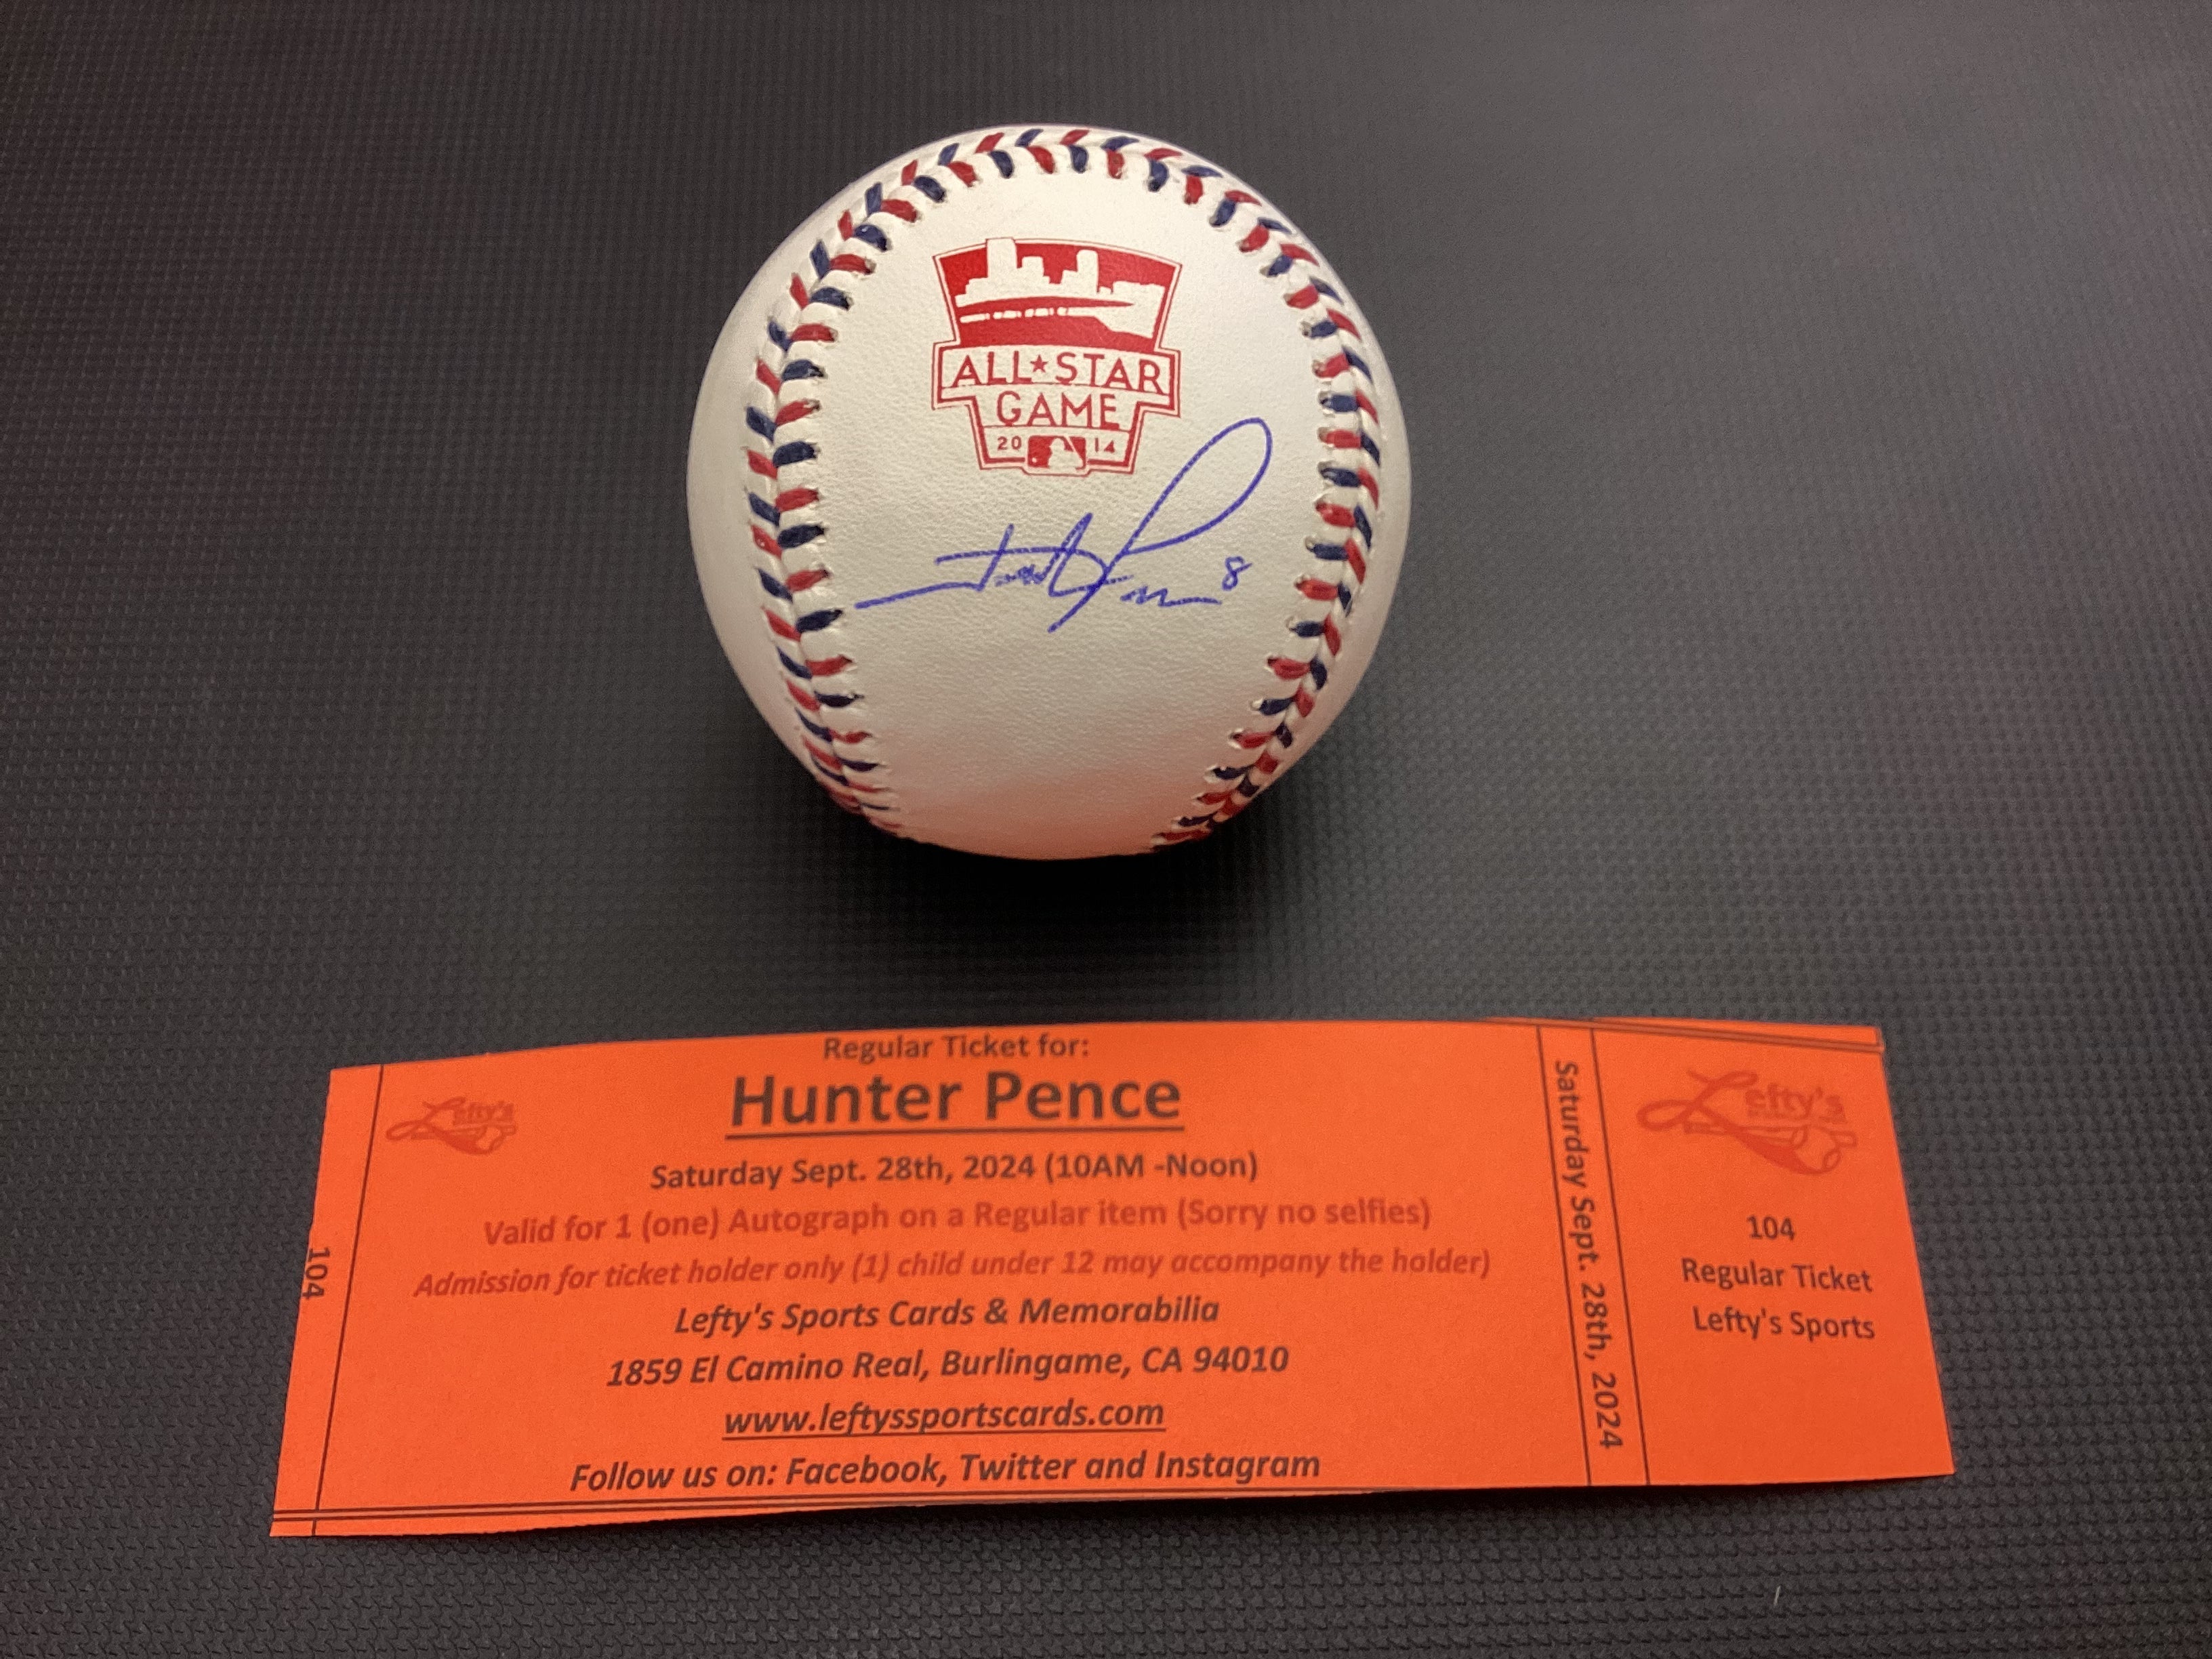 ALL★STAR
GAME
20 14
8
Regular Ticket for:
Hunter Pence
Saturday Sept. 28th, 2024 (10AM -Noon)
Valid for 1 (one) Autograph on a Regular item (Sorry no selfies)
Admission for ticket holder only (1) child under 12 may accompany the holder)
Lefty's Sports Cards & Memorabilia
1859 El Camino Real, Burlingame, CA 94010
www.leftyssportscards.com
Follow us on: Facebook, Twitter and Instagram
104
Lefty's
Saturday Sept. 28th, 2024
Lefty's
104
Regular Ticket
Lefty's Sports